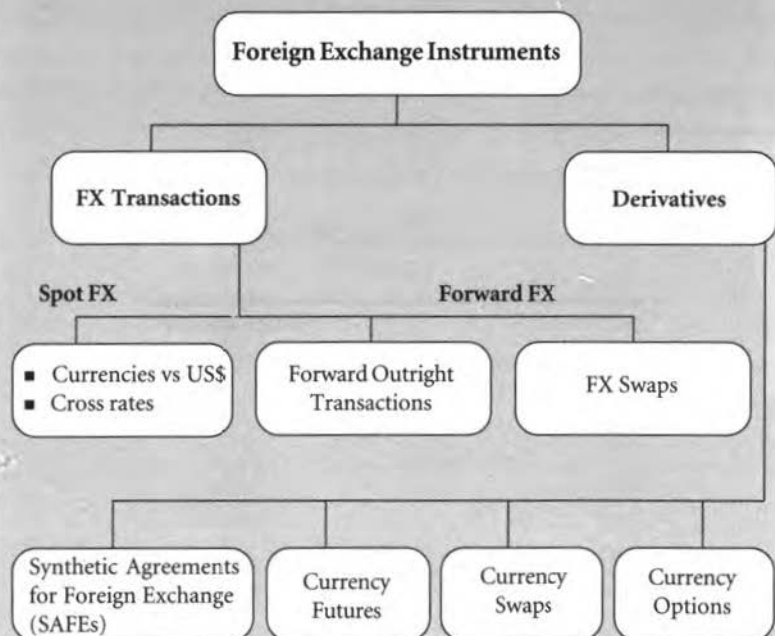 Foreign Exchange Instruments
FX Transactions
Derivatives
Spot FX
Forward FX
■ Currencies vs US$
■ Cross rates
Forward Outright
Transactions
FX Swaps
Synthetic Agreements
for Foreign Exchange
(SAFEs)
Currency
Futures
Currency
Swaps
Currency
Options